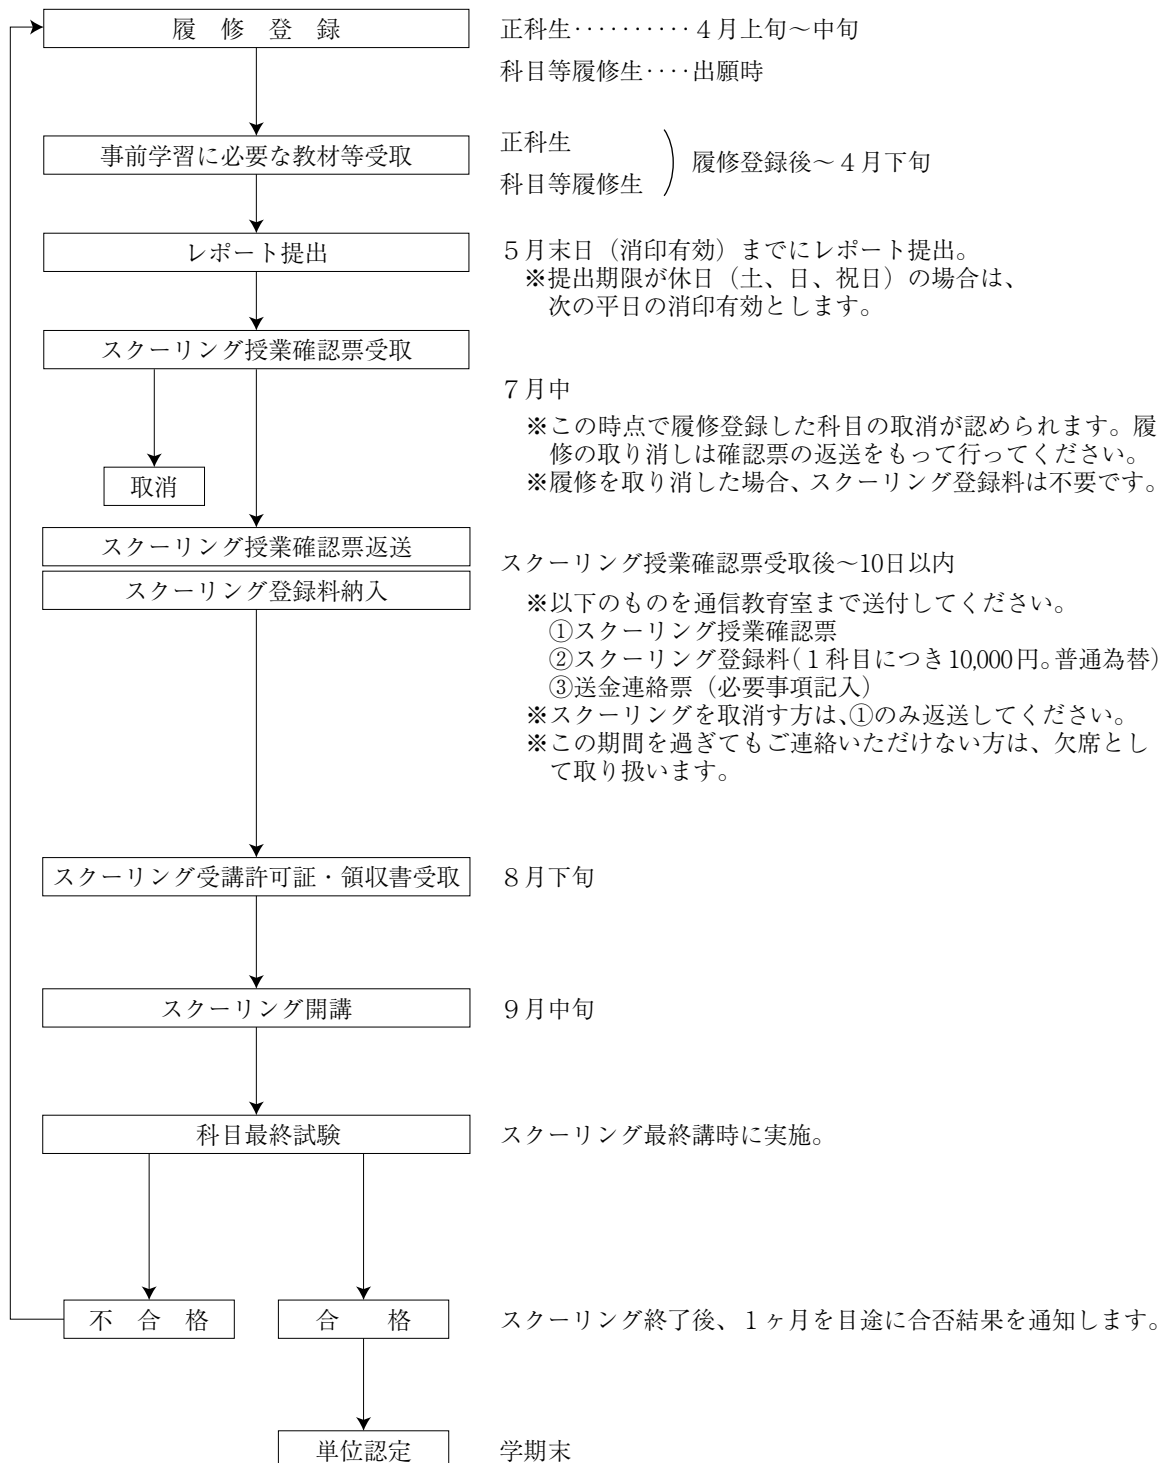 履修登録
正科生‥‥‥‥‥４月上旬～中旬
科目等履修生‥‥出願時
事前学習に必要な教材等受取
正科生
科目等履修生
履修登録後～４月下旬
レポート提出
５月末日（消印有効）までにレポート提出。
※提出期限が休日（土、日、祝日）の場合は、
次の平日の消印有効とします。
スクーリング授業確認票受取
７月中
※この時点で履修登録した科目の取消が認められます。履
修の取り消しは確認票の返送をもって行ってください。
※履修を取り消した場合、スクーリング登録料は不要です。
取消
スクーリング授業確認票返送
スクーリング登録料納入
スクーリング授業確認票受取後～10日以内
※以下のものを通信教育室まで送付してください。
①スクーリング授業確認票
②スクーリング登録料（１科目につき10,000円。普通為替）
③送金連絡票（必要事項記入）
※スクーリングを取消す方は、①のみ返送してください。
※この期間を過ぎてもご連絡いただけない方は、欠席とし
て取り扱います。
スクーリング受講許可証・領収書受取
８月下旬
スクーリング開講
９月中旬
科目最終試験
スクーリング最終講時に実施。
不合格
合格
スクーリング終了後、１ヶ月を目途に合否結果を通知します。
単位認定
学期末